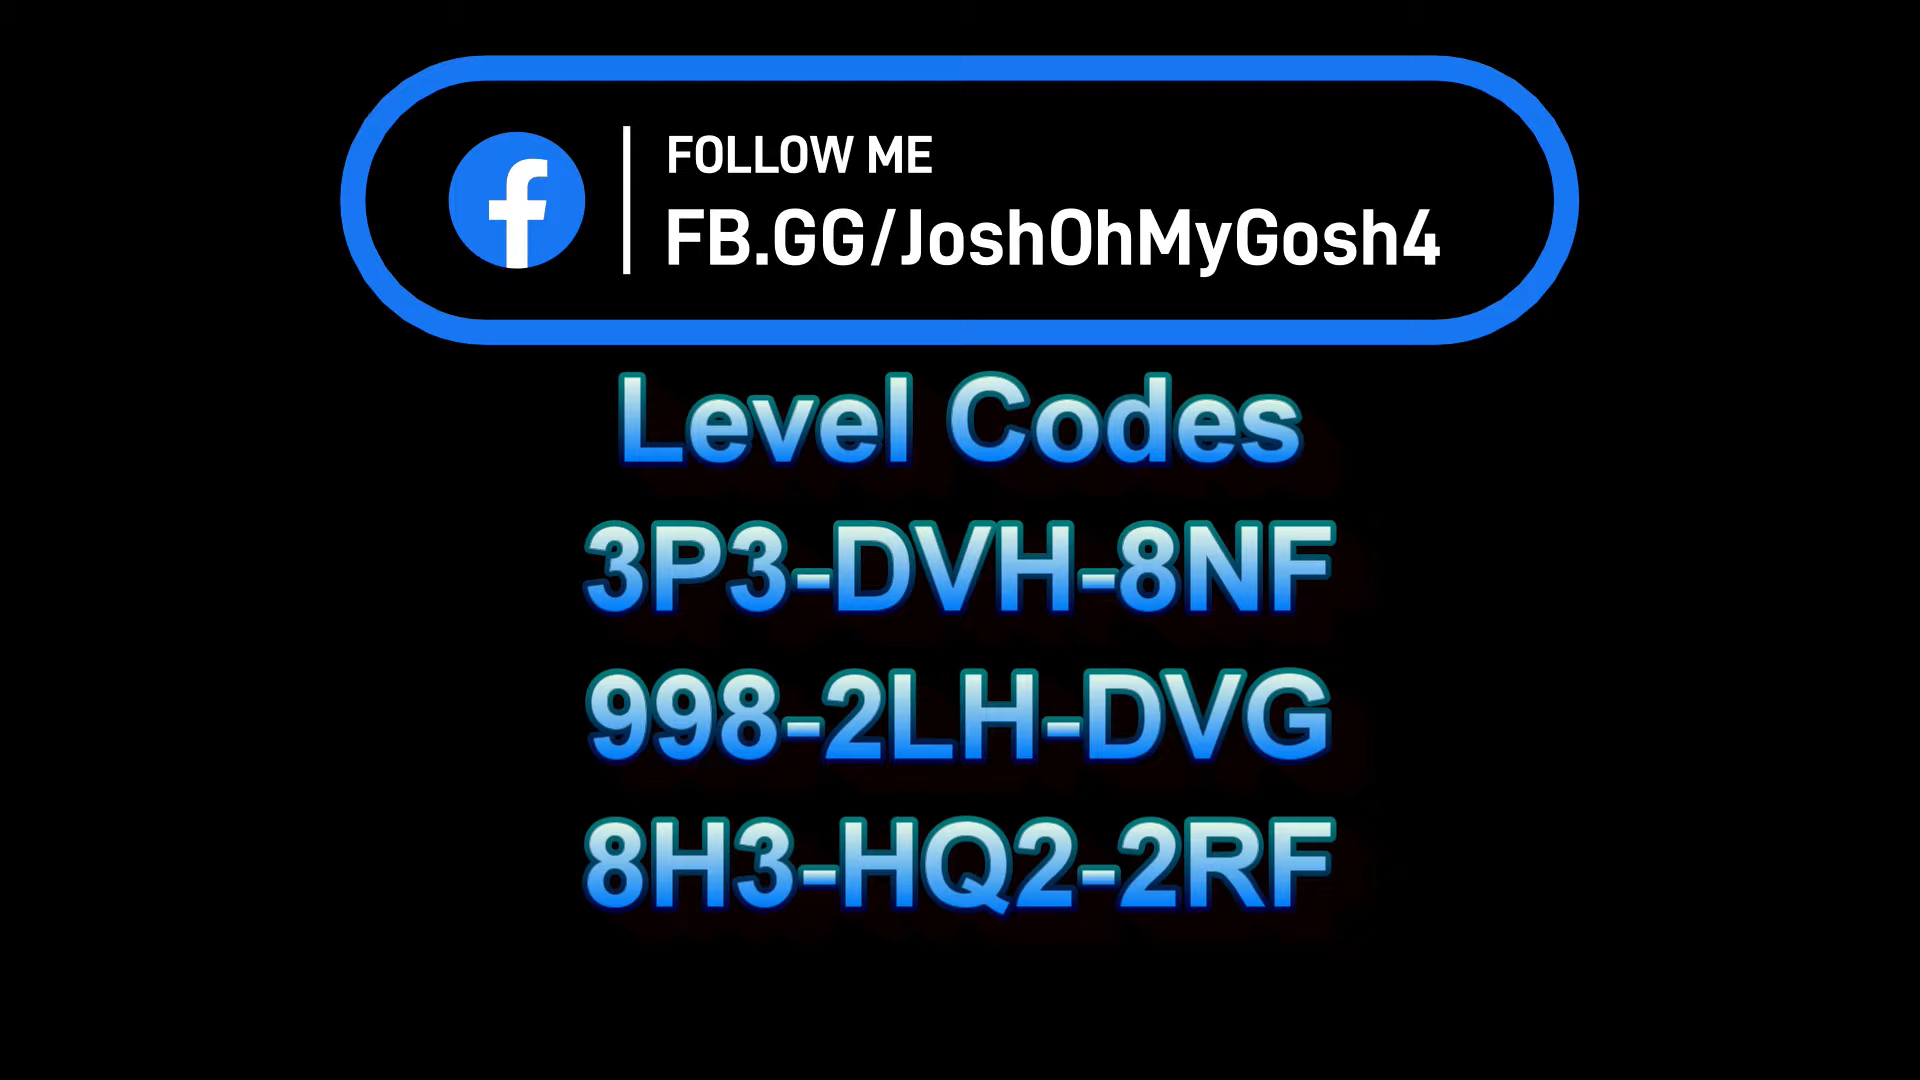 FOLLOW ME
FB.GG/JoshOhMyGosh4
Level Codes
3P3-DVH-8NF
998-2LH-DVG
8H3-HQ2-2RF